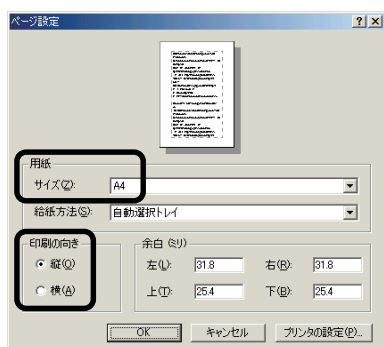 ページ設定
用紙
サイズ(Z): A4
給紙方法(S): 自動選択トレイ
印刷の向き
縦(O)
横(A)
余白 (ミリ)
左(L): 31.8 右(R): 31.8
上(T): 25.4 下(B): 25.4
OK キャンセル プリンタの設定(P)...